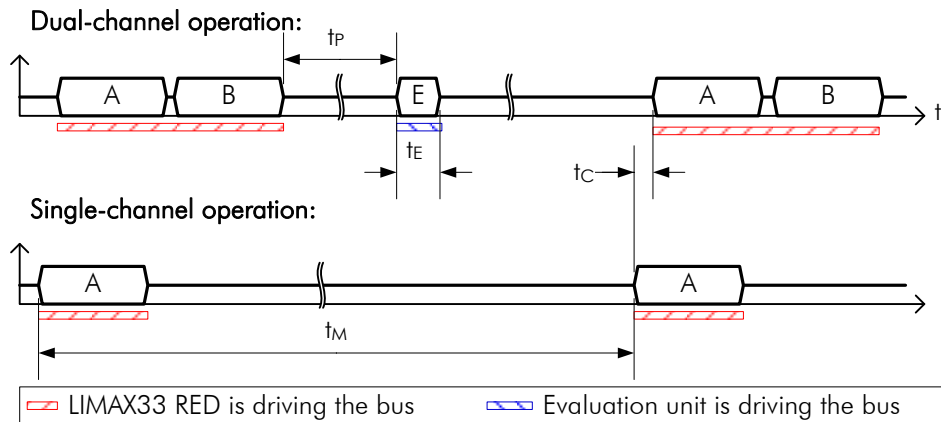 Dual-channel operation:
tP
A
B
E
A
B
t
tE
tC
Single-channel operation:
A
A
tM
LIMAX33 RED is driving the bus
Evaluation unit is driving the bus